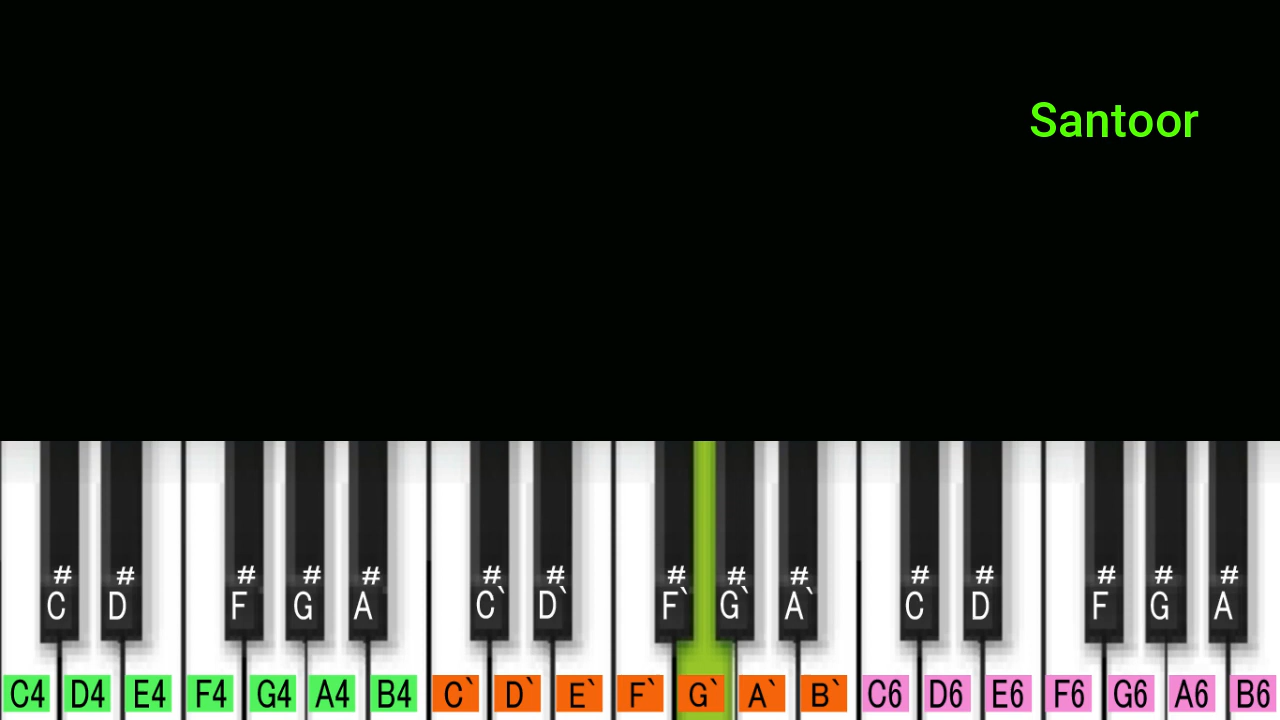 Santoor
# # # # # # # # # # # # # # #
C D F G A C` D` F` G` A` C D F G A
C4 D4 E4 F4 G4 A4 B4 C` D` E` F` G` A` B` C6 D6 E6 F6 G6 A6 B6